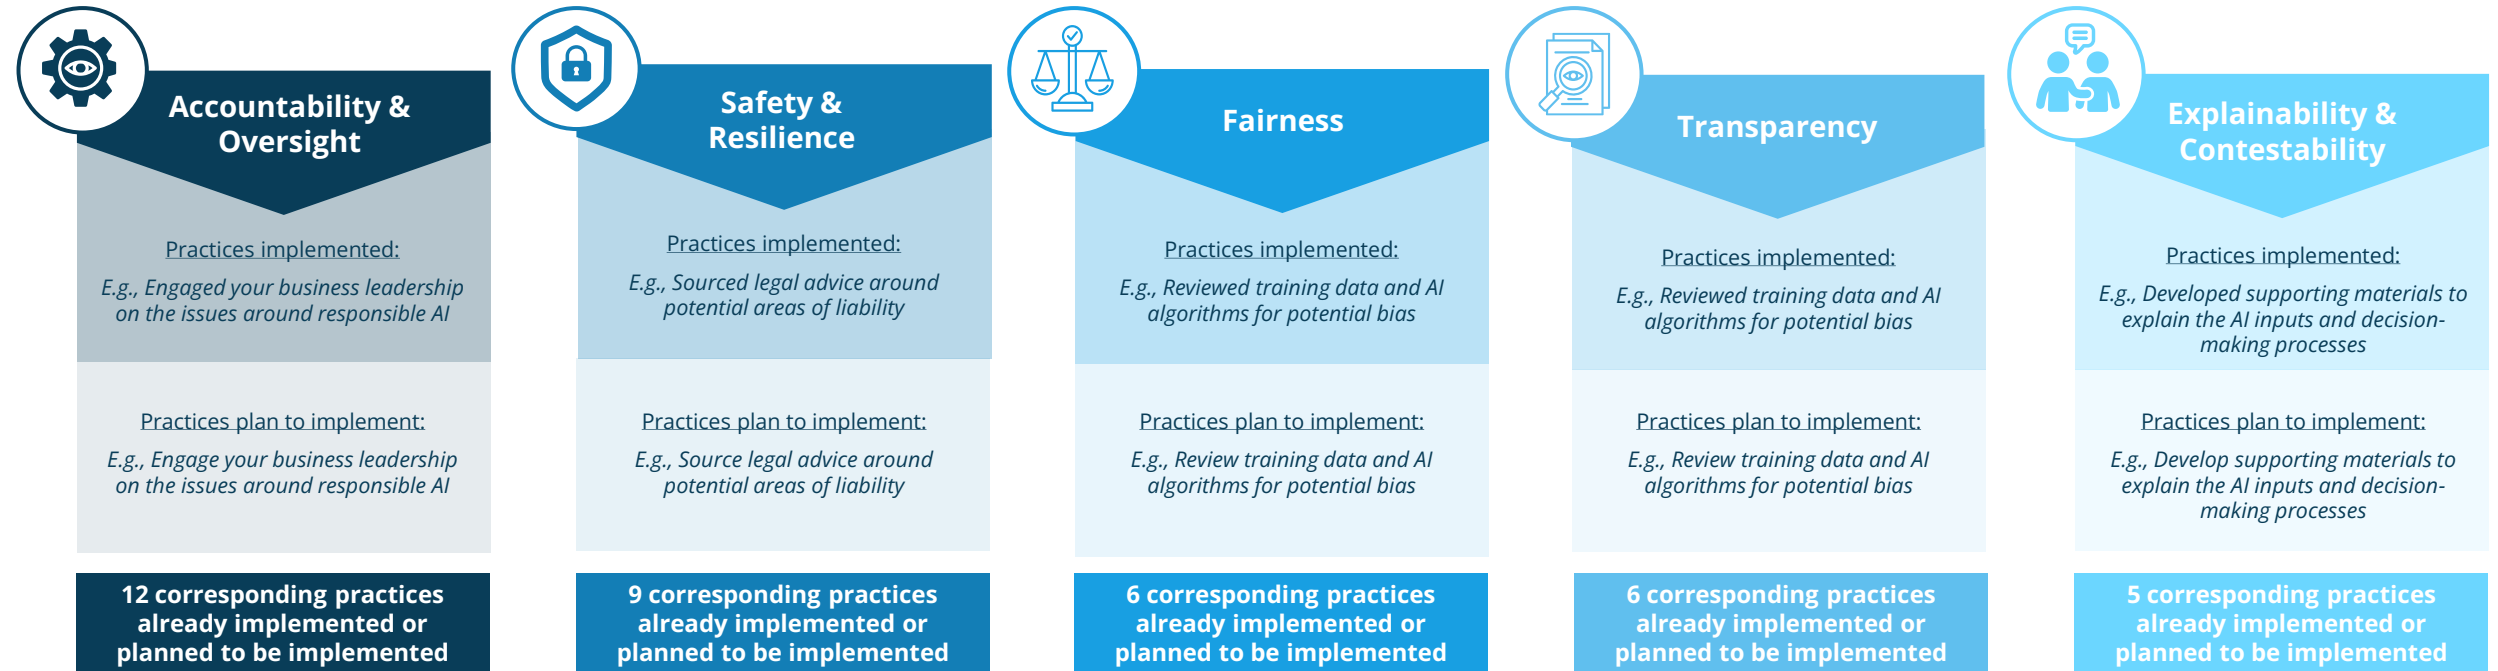 Accountability &
Oversight
Practices implemented:
E.g., Engaged your business leadership
on the issues around responsible AI
Practices plan to implement:
E.g., Engage your business leadership
on the issues around responsible AI
12 corresponding practices
already implemented or
planned to be implemented
Safety &
Resilience
Practices implemented:
E.g., Sourced legal advice around
potential areas of liability
Practices plan to implement:
E.g., Source legal advice around
potential areas of liability
9 corresponding practices
already implemented or
planned to be implemented
Fairness
Practices implemented:
E.g., Reviewed training data and AI
algorithms for potential bias
Practices plan to implement:
E.g., Review training data and AI
algorithms for potential bias
6 corresponding practices
already implemented or
planned to be implemented
Transparency
Practices implemented:
E.g., Reviewed training data and AI
algorithms for potential bias
Practices plan to implement:
E.g., Review training data and AI
algorithms for potential bias
6 corresponding practices
already implemented or
planned to be implemented
Explainability &
Contestability
Practices implemented:
E.g., Developed supporting materials to
explain the AI inputs and decision-
making processes
Practices plan to implement:
E.g., Develop supporting materials to
explain the AI inputs and decision-
making processes
5 corresponding practices
already implemented or
planned to be implemented